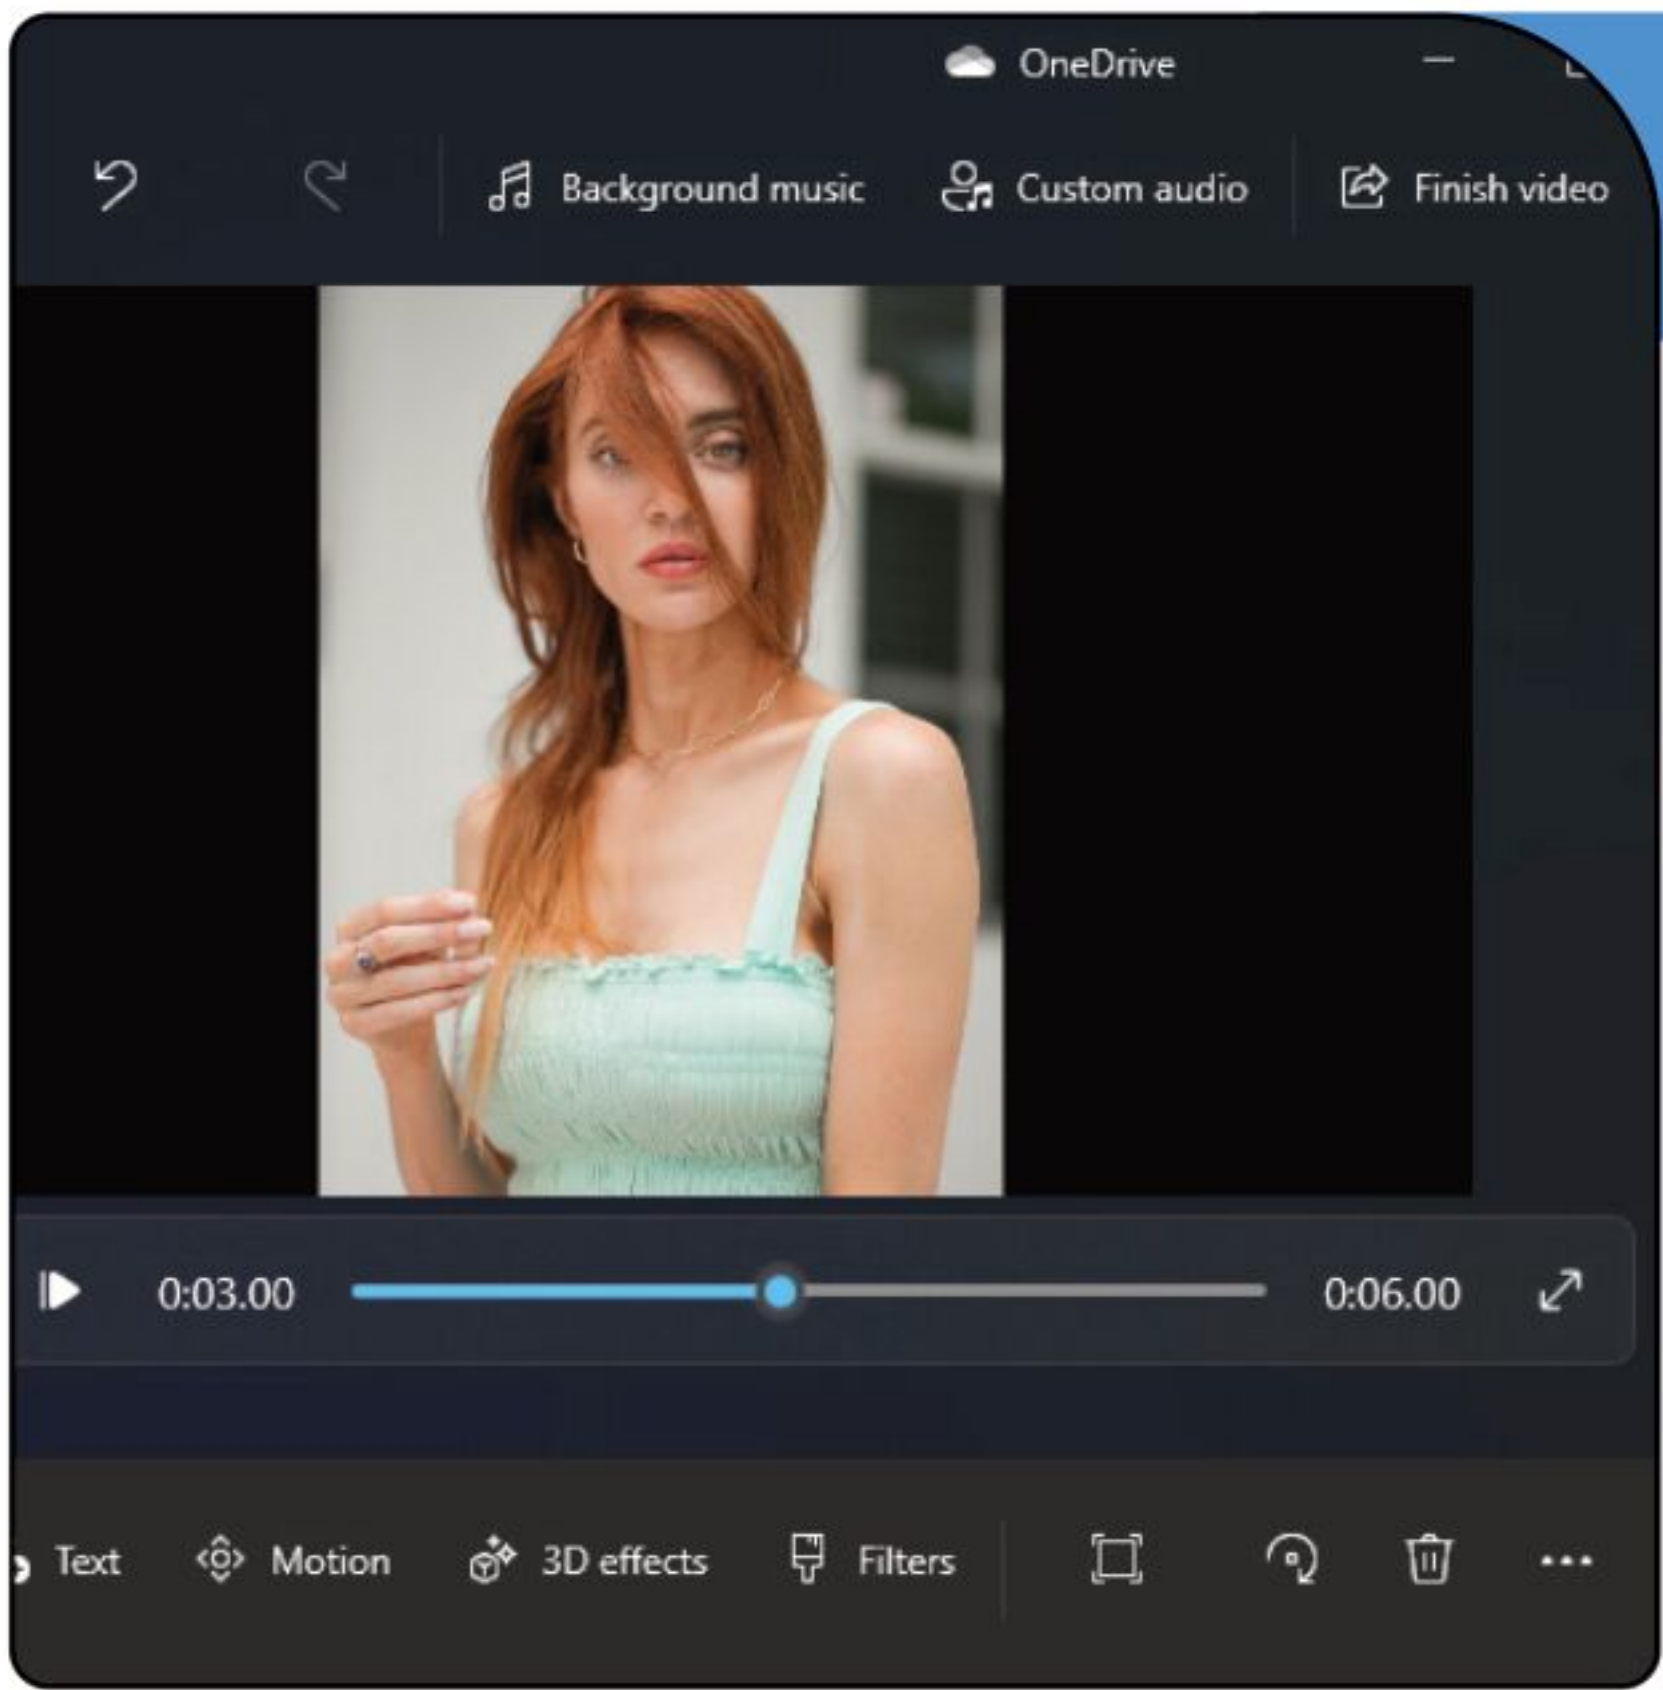 OneDrive
Background music Custom audio Finish video
0:03.00 0:06.00
Text Motion 3D effects Filters